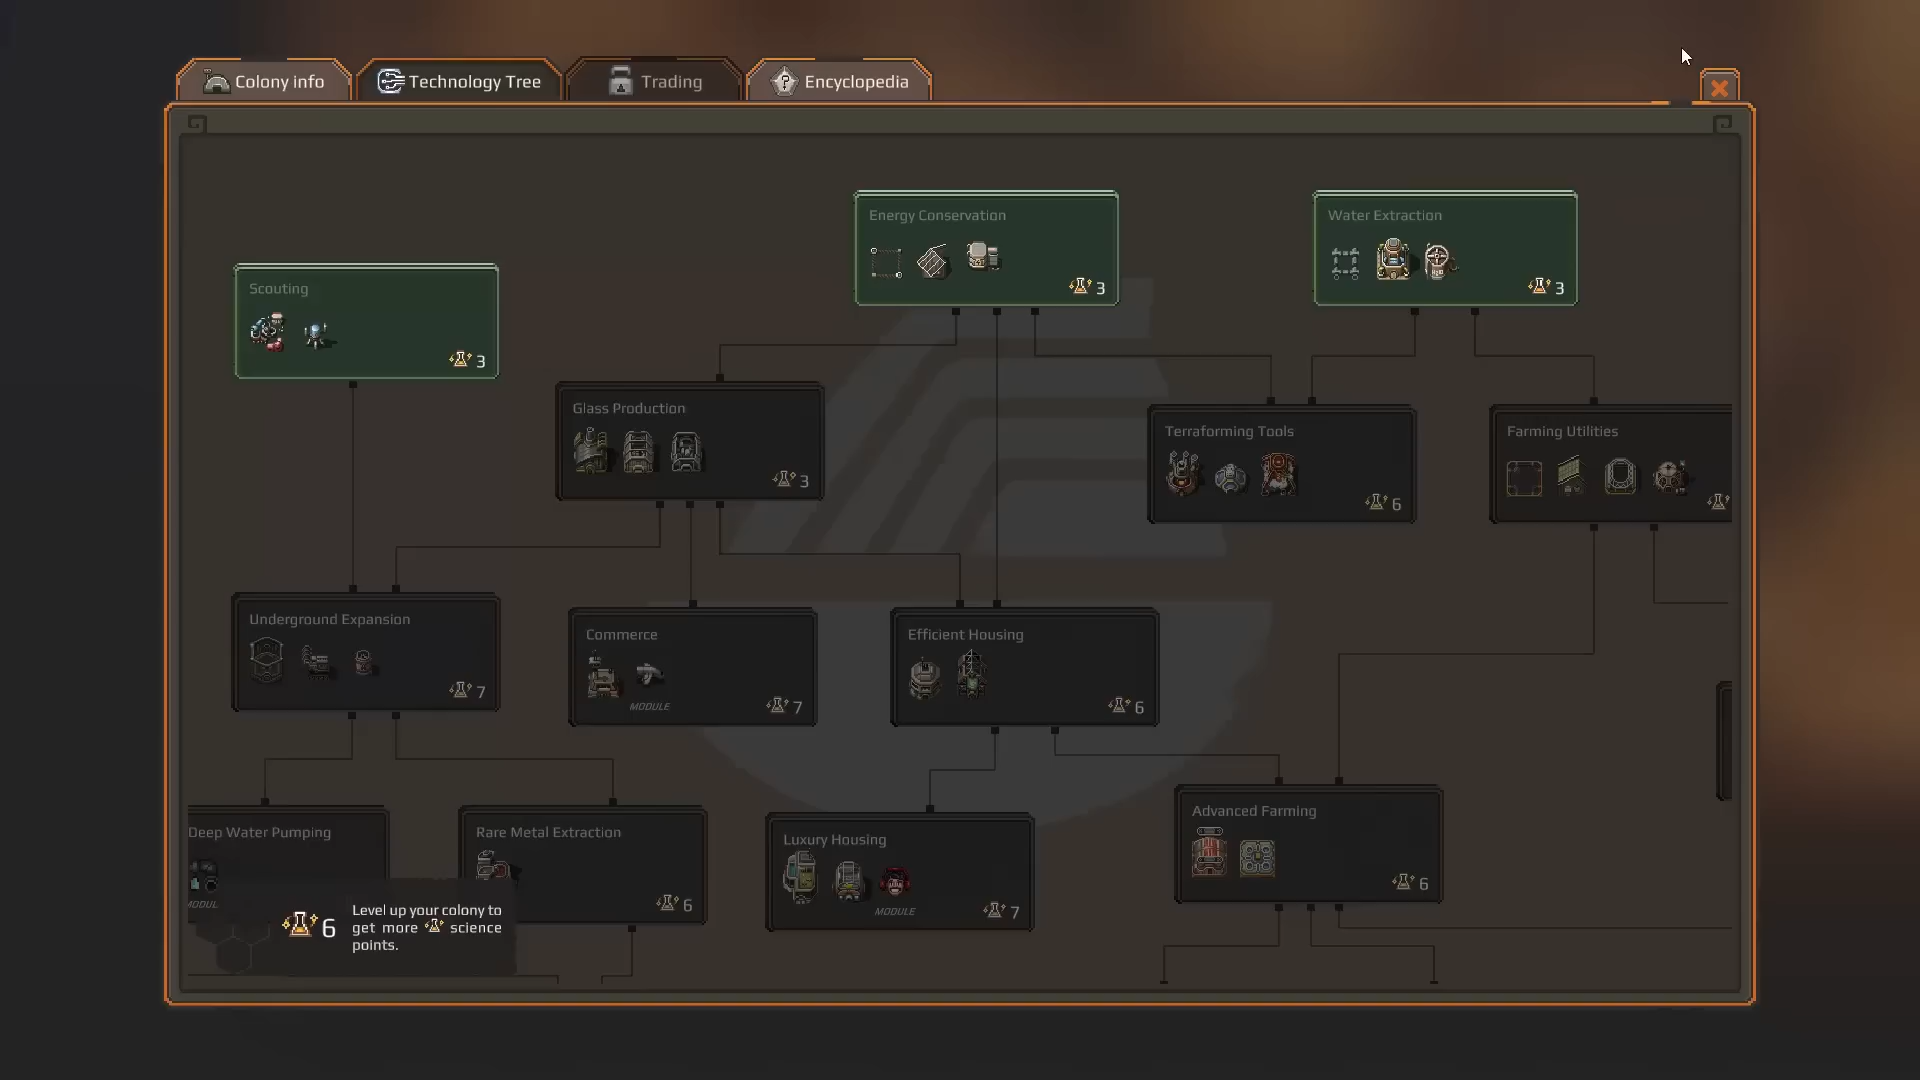 Colony info
Technology Tree
Trading
Encyclopedia
Energy Conservation
3
Water Extraction
3
Scouting
3
Glass Production
3
Terraforming Tools
6
Farming Utilities
Underground Expansion
7
Commerce
MODULE
7
Efficient Housing
6
Advanced Farming
6
Deep Water Pumping
Rare Metal Extraction
6
Luxury Housing
MODULE
7
6
Level up your colony to
get more science
points.